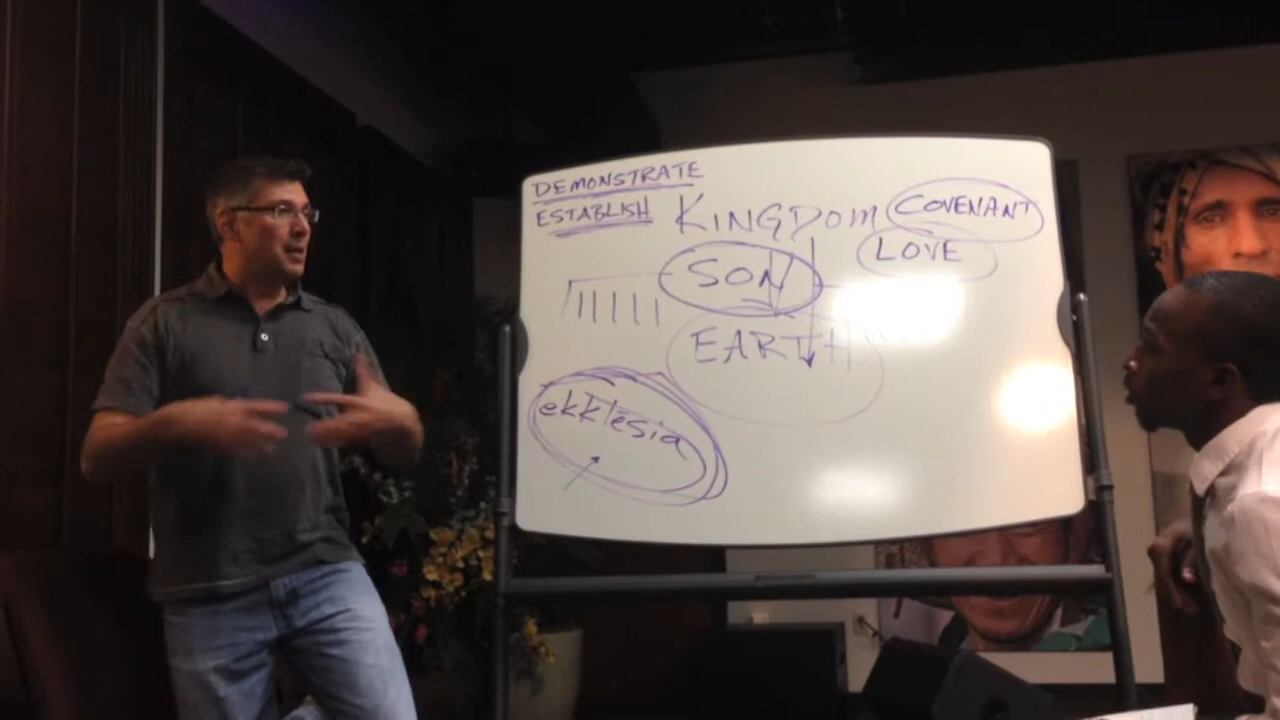 DEMONSTRATE
ESTABLISH
KINGDOM
COVENANT
LOVE
SON
EARTH
ekklesia